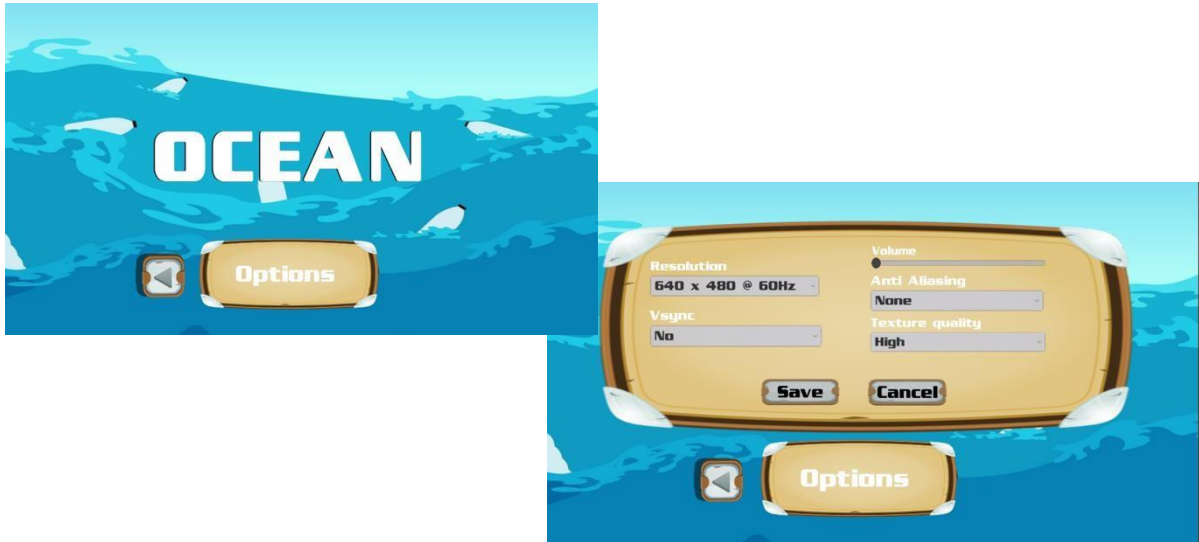 OCEAN
Options
Resolution
640 x 480 @ 60Hz
Vsync
No
Volume
Anti Aliasing
None
Texture quality
High
Save
Cancel
Options